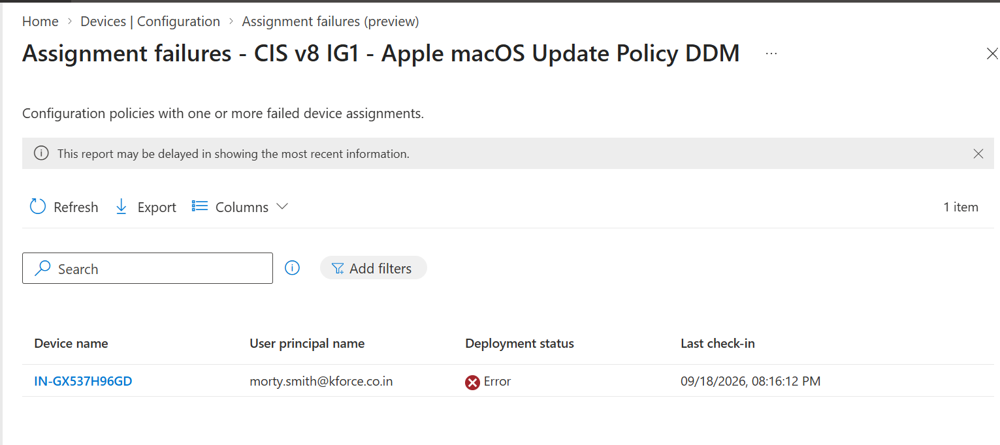 Home > Devices | Configuration > Assignment failures (preview)
Assignment failures - CIS v8 IG1 - Apple macOS Update Policy DDM ...
Configuration policies with one or more failed device assignments.
This report may be delayed in showing the most recent information.
Refresh Export Columns 1 item
Search Add filters
Device name User principal name Deployment status Last check-in
IN-GX537H96GD morty.smith@kforce.co.in Error 09/18/2026, 08:16:12 PM